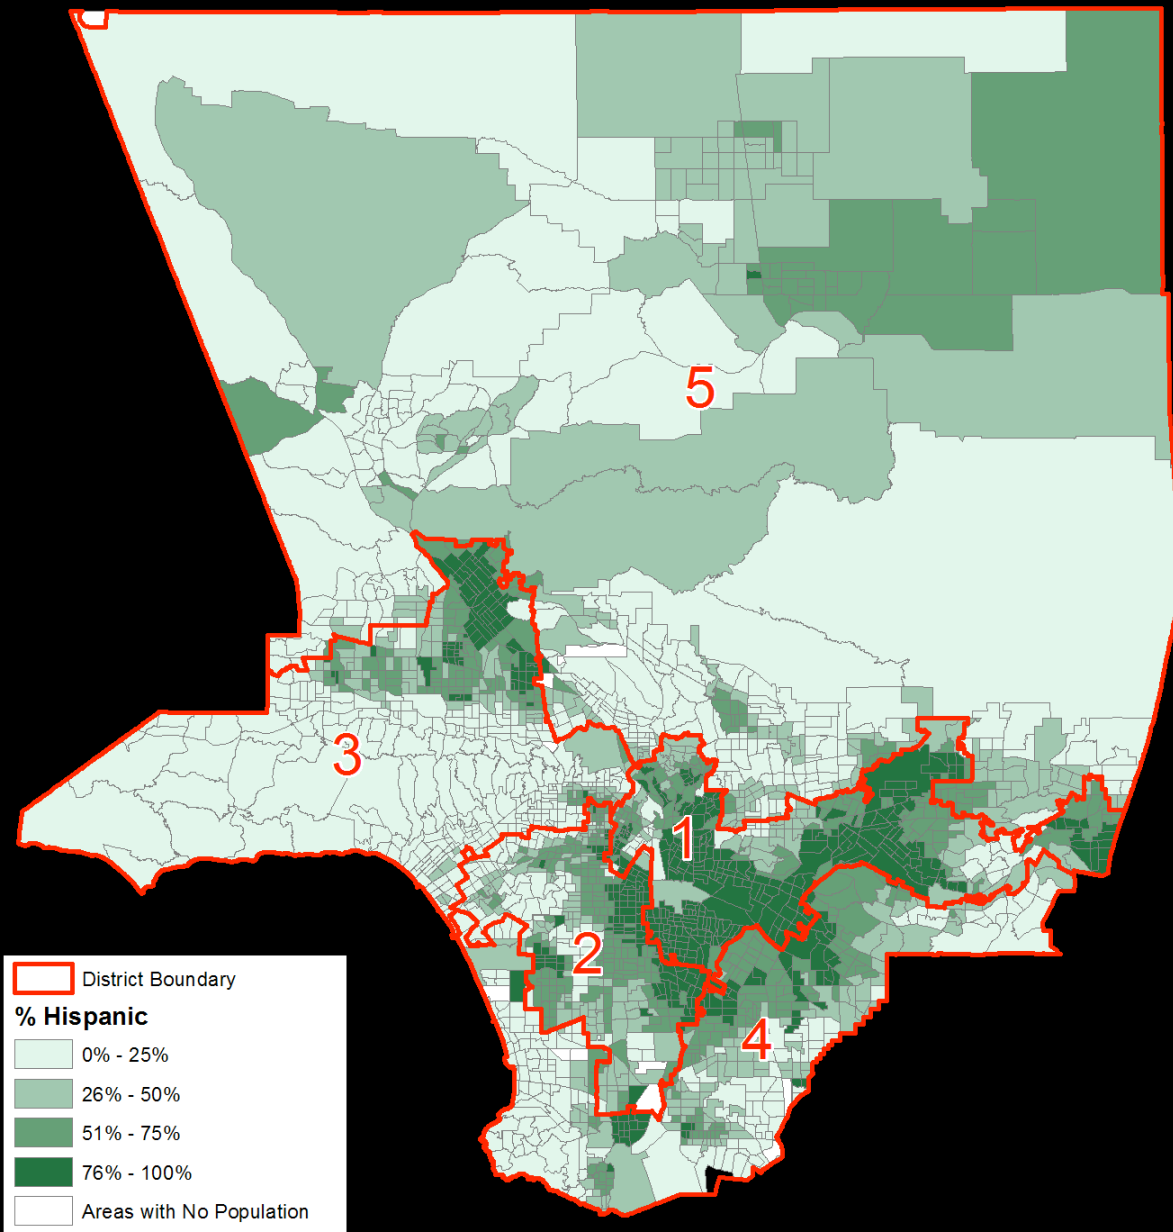 5
3
1
2
4
District Boundary
% Hispanic
0% - 25%
26% - 50%
51% - 75%
76% - 100%
Areas with No Population